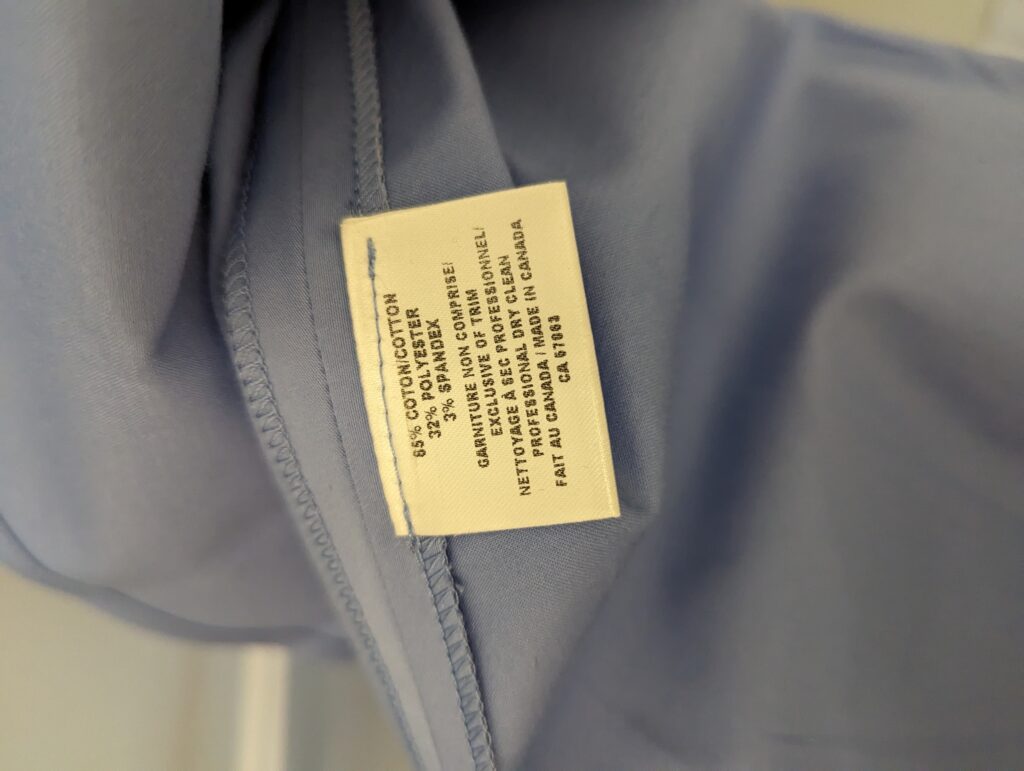 65% COTON/COTTON
32% POLYESTER
3% SPANDEX
GARNITURE NON COMPRISE/
EXCLUSIVE OF TRIM
NETTOYAGE À SEC PROFESSIONNEL/
PROFESSIONAL DRY CLEAN
FAIT AU CANADA / MADE IN CANADA
CA